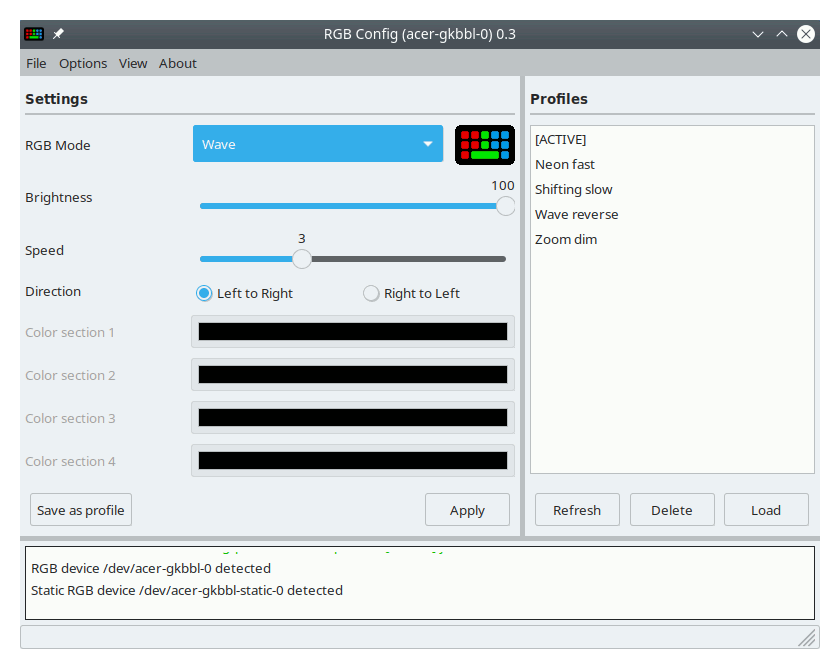 RGB Config (acer-gkbbl-0) 0.3
File Options View About
Settings
RGB Mode
Wave
Brightness
100
Speed
3
Direction
Left to Right
Right to Left
Color section 1
Color section 2
Color section 3
Color section 4
Save as profile
Apply
Profiles
[ACTIVE]
Neon fast
Shifting slow
Wave reverse
Zoom dim
Refresh
Delete
Load
RGB device /dev/acer-gkbbl-0 detected
Static RGB device /dev/acer-gkbbl-static-0 detected